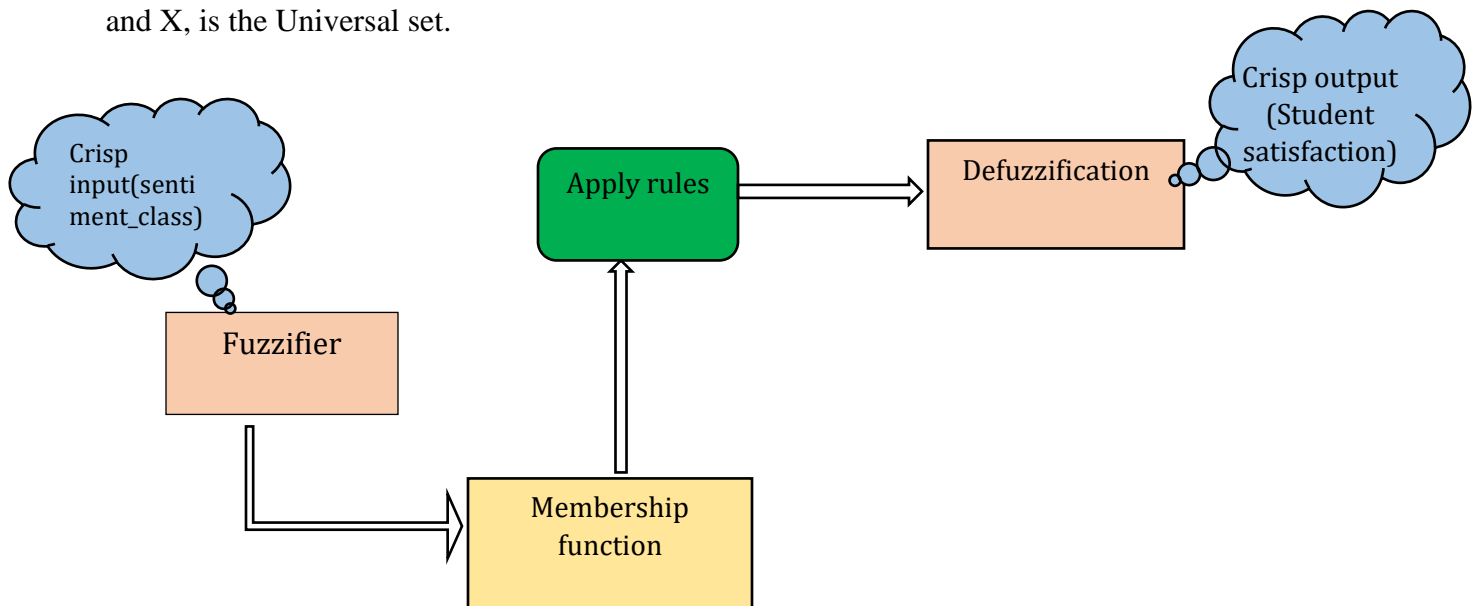 and X, is the Universal set.
Crisp
input(senti
ment_class)
Fuzzifier
Membership
function
Apply rules
Defuzzification
Crisp output
(Student
satisfaction)